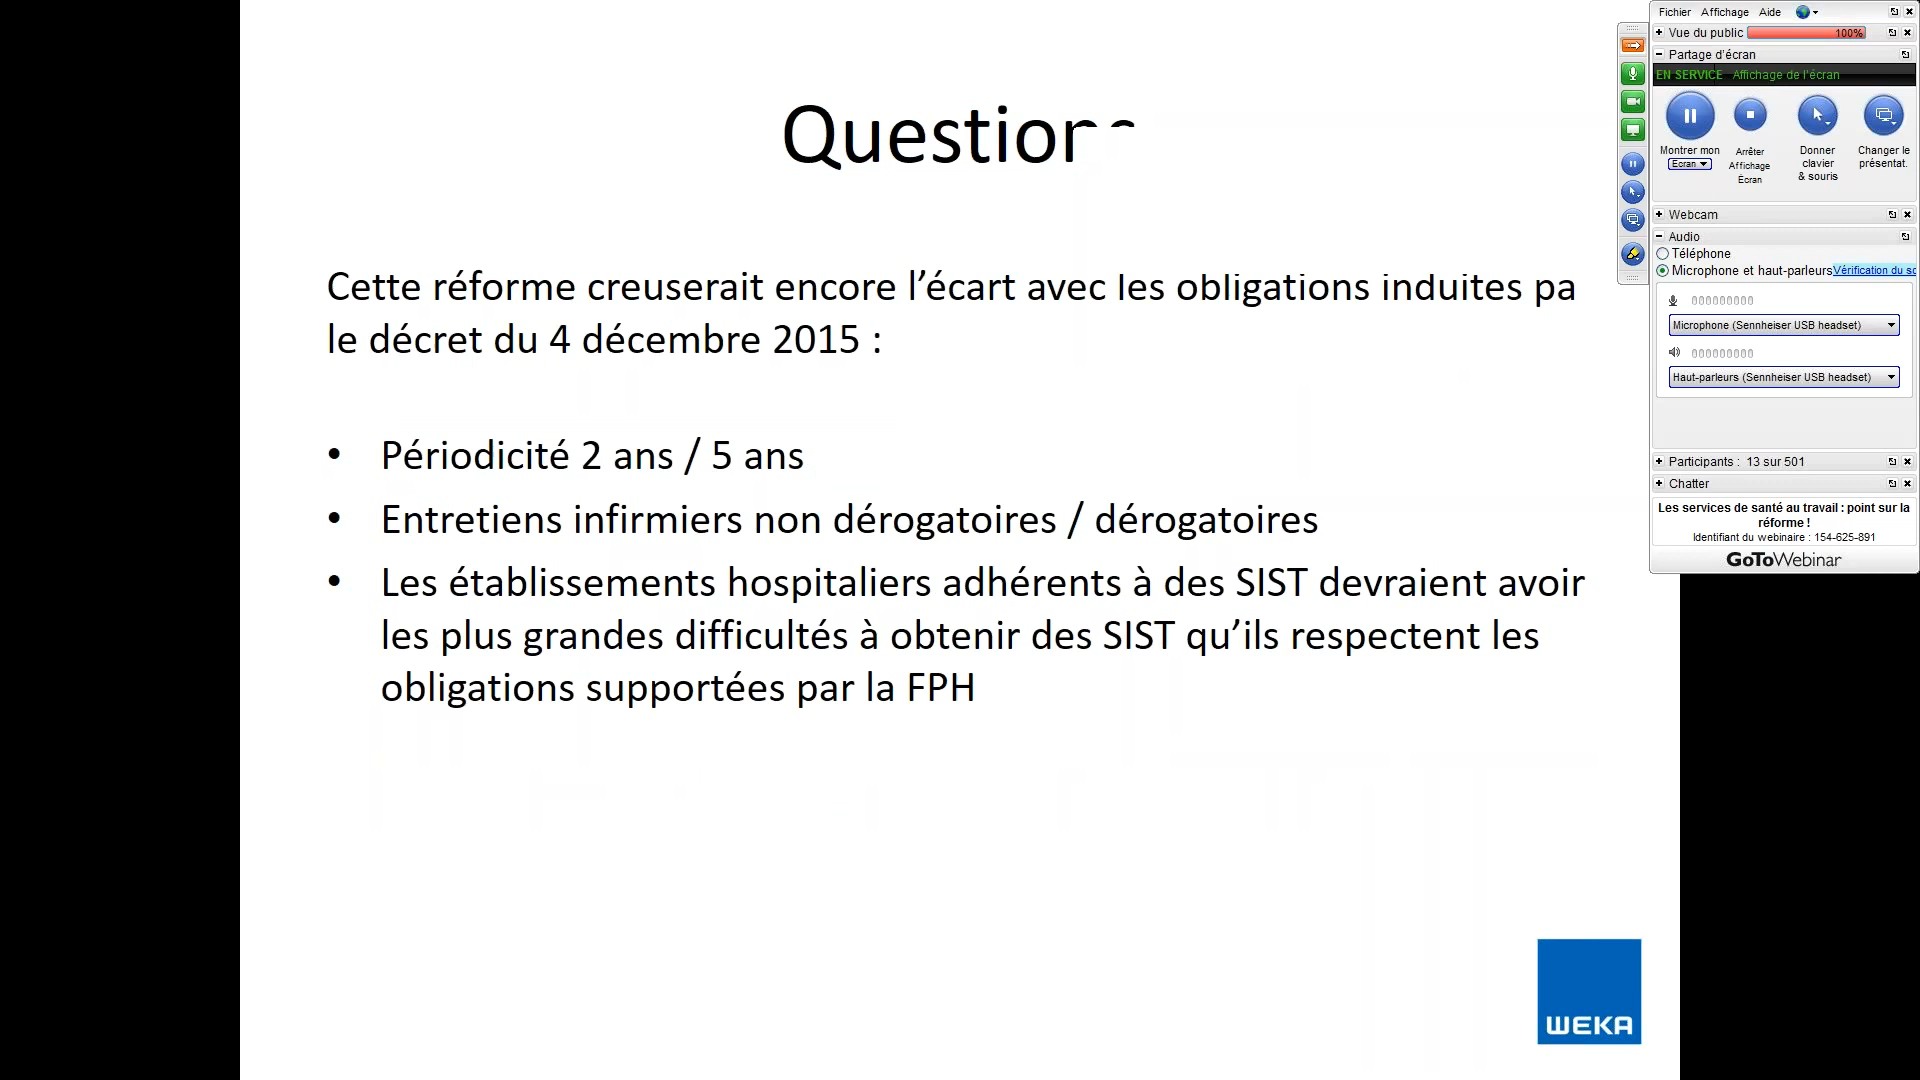 Questions
Cette réforme creuserait encore l’écart avec les obligations induites pa
le décret du 4 décembre 2015 :
• Périodicité 2 ans / 5 ans
• Entretiens infirmiers non dérogatoires / dérogatoires
• Les établissements hospitaliers adhérents à des SIST devraient avoir
les plus grandes difficultés à obtenir des SIST qu’ils respectent les
obligations supportées par la FPH
WEKA
Fichier Affichage Aide
Vue du public 100%
Partage d'écran
EN SERVICE Affichage de l'écran
Montrer mon
Écran
Arrêter
Affichage
Écran
Donner
clavier
& souris
Changer le
présentat.
Webcam
Audio
Téléphone
Microphone et haut-parleurs Vérification du so
000000000
Microphone (Sennheiser USB headset)
000000000
Haut-parleurs (Sennheiser USB headset)
Participants : 13 sur 501
Chatter
Les services de santé au travail : point sur la
réforme !
Identifiant du webinaire : 154-625-891
GoToWebinar